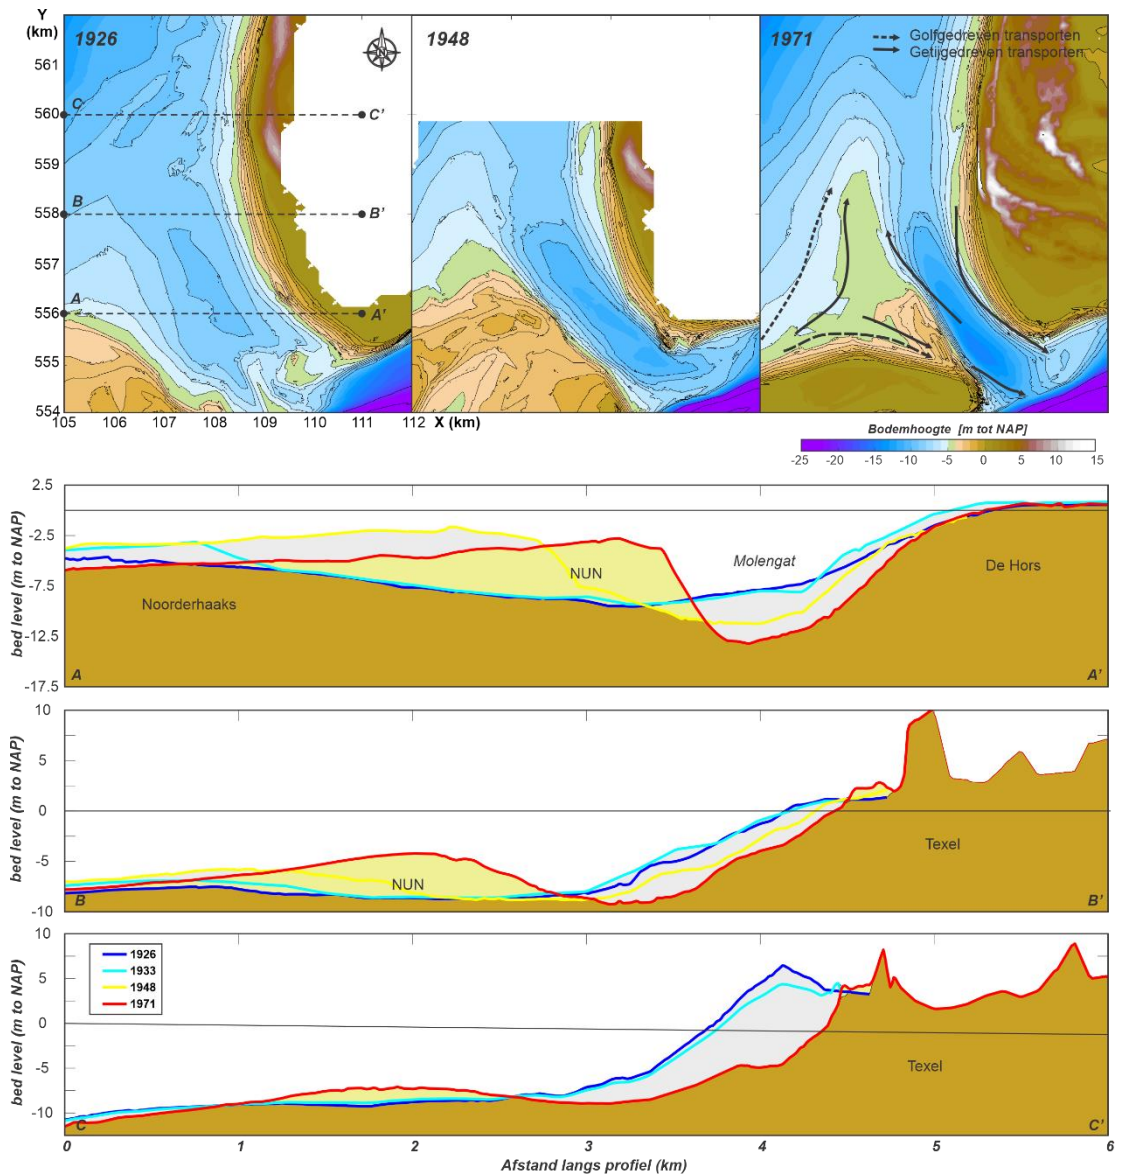 Y
(km)
1926
1948
1971
N
Golfgedreven transporten
Getijgedreven transporten
561
560
559
558
557
556
555
554
C
C'
B
B'
A
A'
105
106
107
108
109
110
111
112
X (km)
Bodemhoogte [m tot NAP]
-25
-20
-15
-10
-5
0
5
10
15
bed level (m to NAP)
2.5
-2.5
-7.5
-12.5
-17.5
Noorderhaaks
NUN
Molengat
De Hors
A
A'
bed level (m to NAP)
10
5
0
-5
-10
NUN
Texel
B
B'
bed level (m to NAP)
10
5
0
-5
-10
1926
1933
1948
1971
Texel
C
C'
0
1
2
3
4
5
6
Afstand langs profiel (km)